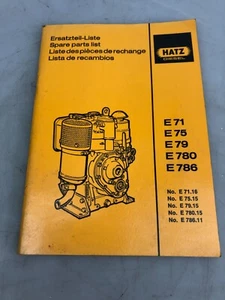 Ersatzteil-Liste
Spare parts list
Liste des pièces de rechange
Lista de recambios
HATZ
DIESEL
E 71
E 75
E 79
E 780
E 786
No. E 71.16
No. E 75.15
No. E 79.15
No. E 780.15
No. E 786.11